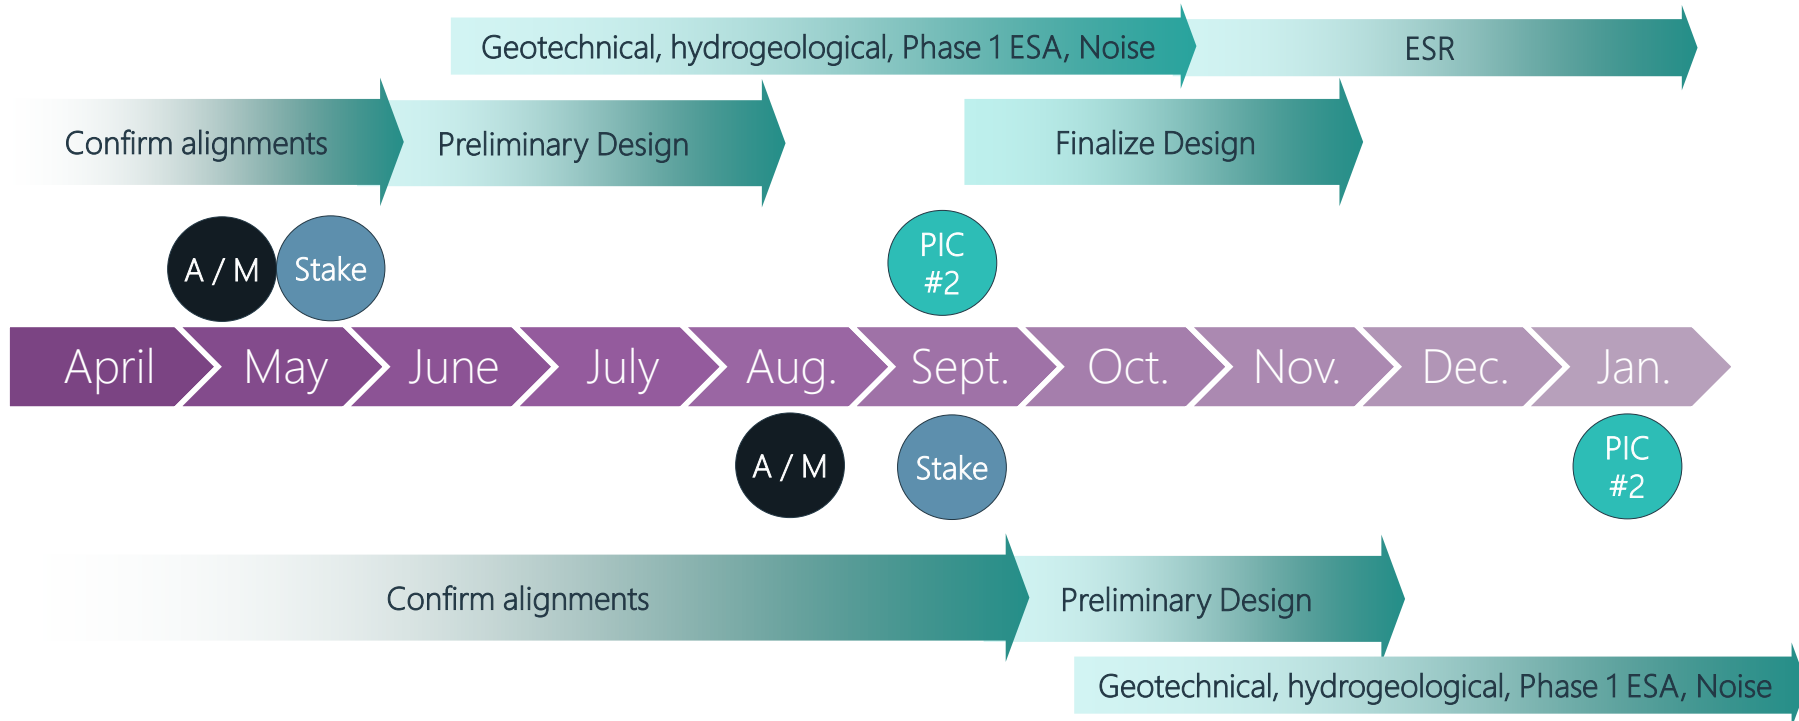 Geotechnical, hydrogeological, Phase 1 ESA, Noise
ESR
Confirm alignments
Preliminary Design
Finalize Design
A / M
Stake
PIC
#2
April
May
June
July
Aug.
Sept.
Oct.
Nov.
Dec.
Jan.
A / M
Stake
PIC
#2
Confirm alignments
Preliminary Design
Geotechnical, hydrogeological, Phase 1 ESA, Noise